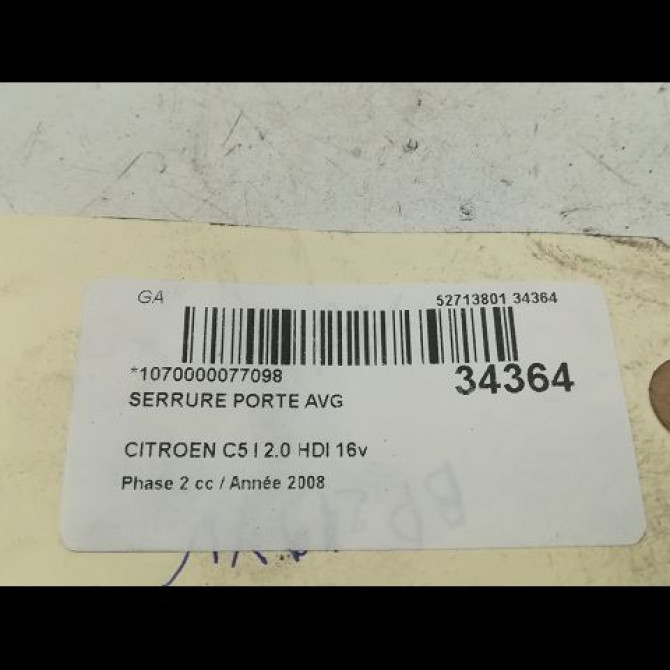 GA 52713801 34364
*1070000077098 34364
SERRURE PORTE AVG
CITROEN C5 I 2.0 HDI 16v
Phase 2 cc / Année 2008